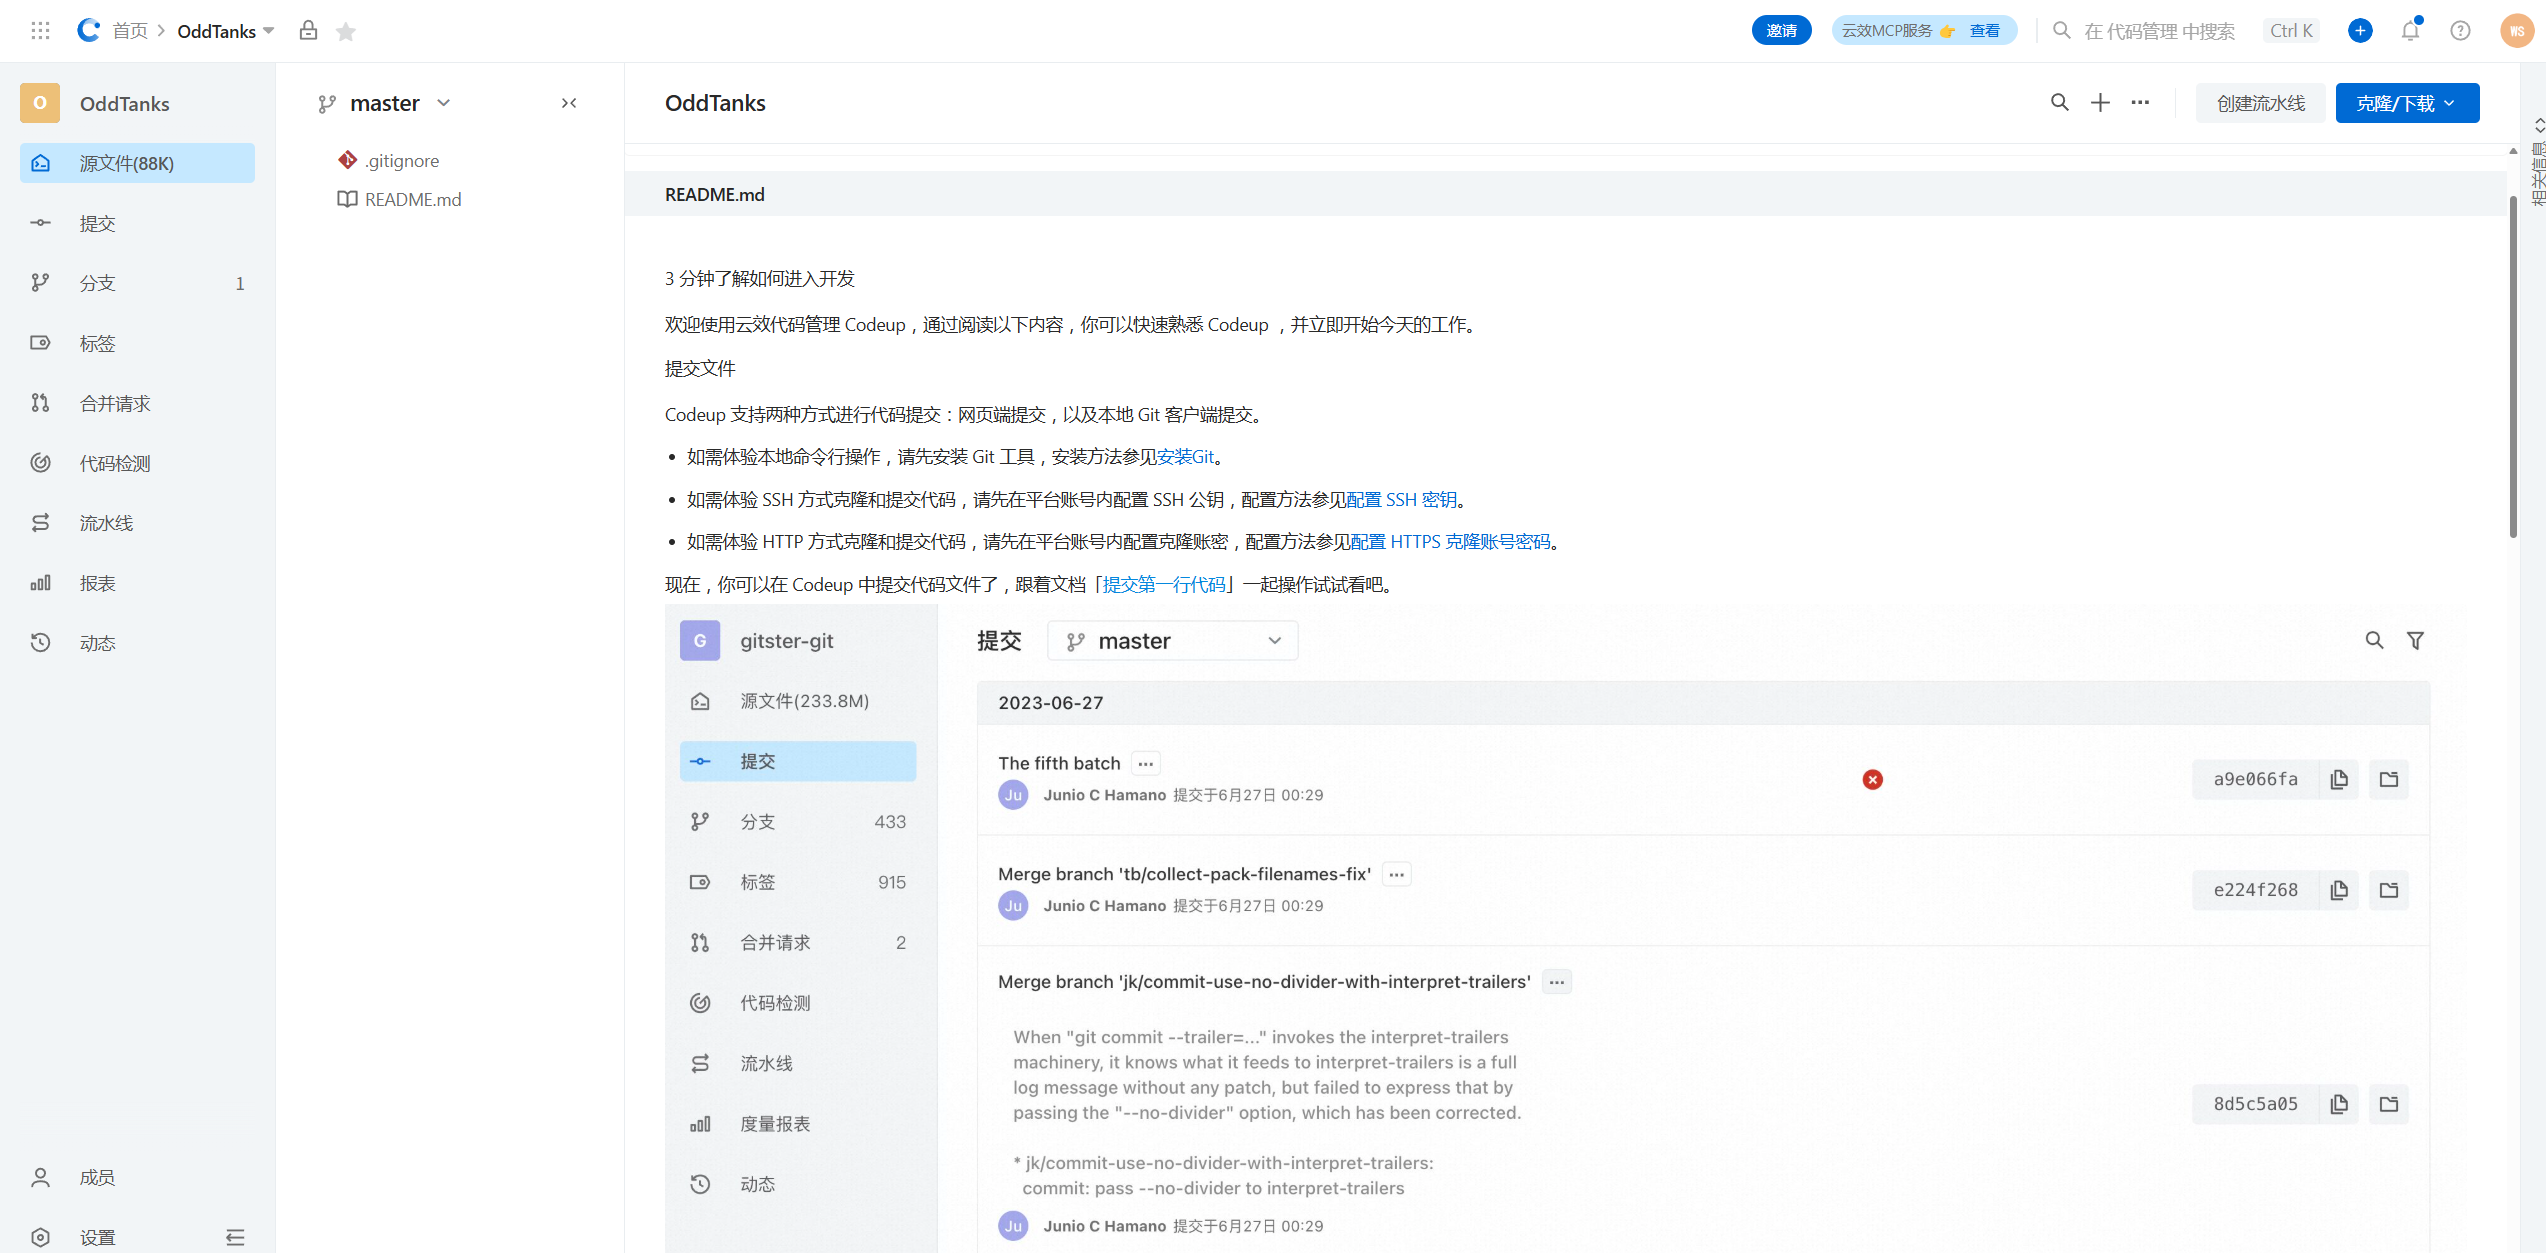 首页 OddTanks 邀请 云效MCP服务 👉 查看 在 代码管理 中搜索 Ctrl K WS
O OddTanks
源文件(88K)
提交
分支 1
标签
合并请求
代码检测
流水线
报表
动态
成员
设置
master
.gitignore
README.md
OddTanks 创建流水线 克隆/下载
相关信息
README.md
3 分钟了解如何进入开发
欢迎使用云效代码管理 Codeup，通过阅读以下内容，你可以快速熟悉 Codeup ，并立即开始今天的工作。
提交文件
Codeup 支持两种方式进行代码提交：网页端提交，以及本地 Git 客户端提交。
• 如需体验本地命令行操作，请先安装 Git 工具，安装方法参见安装Git。
• 如需体验 SSH 方式克隆和提交代码，请先在平台账号内配置 SSH 公钥，配置方法参见配置 SSH 密钥。
• 如需体验 HTTP 方式克隆和提交代码，请先在平台账号内配置克隆账密，配置方法参见配置 HTTPS 克隆账号密码。
现在，你可以在 Codeup 中提交代码文件了，跟着文档「提交第一行代码」一起操作试试看吧。
G gitster-git
源文件(233.8M)
提交
分支 433
标签 915
合并请求 2
代码检测
流水线
度量报表
动态
提交 master
2023-06-27
The fifth batch ...
Ju Junio C Hamano 提交于6月27日 00:29
a9e066fa
Merge branch 'tb/collect-pack-filenames-fix' ...
Ju Junio C Hamano 提交于6月27日 00:29
e224f268
Merge branch 'jk/commit-use-no-divider-with-interpret-trailers' ...
When "git commit --trailer=..." invokes the interpret-trailers
machinery, it knows what it feeds to interpret-trailers is a full
log message without any patch, but failed to express that by
passing the "--no-divider" option, which has been corrected.
8d5c5a05
* jk/commit-use-no-divider-with-interpret-trailers:
commit: pass --no-divider to interpret-trailers
Ju Junio C Hamano 提交于6月27日 00:29